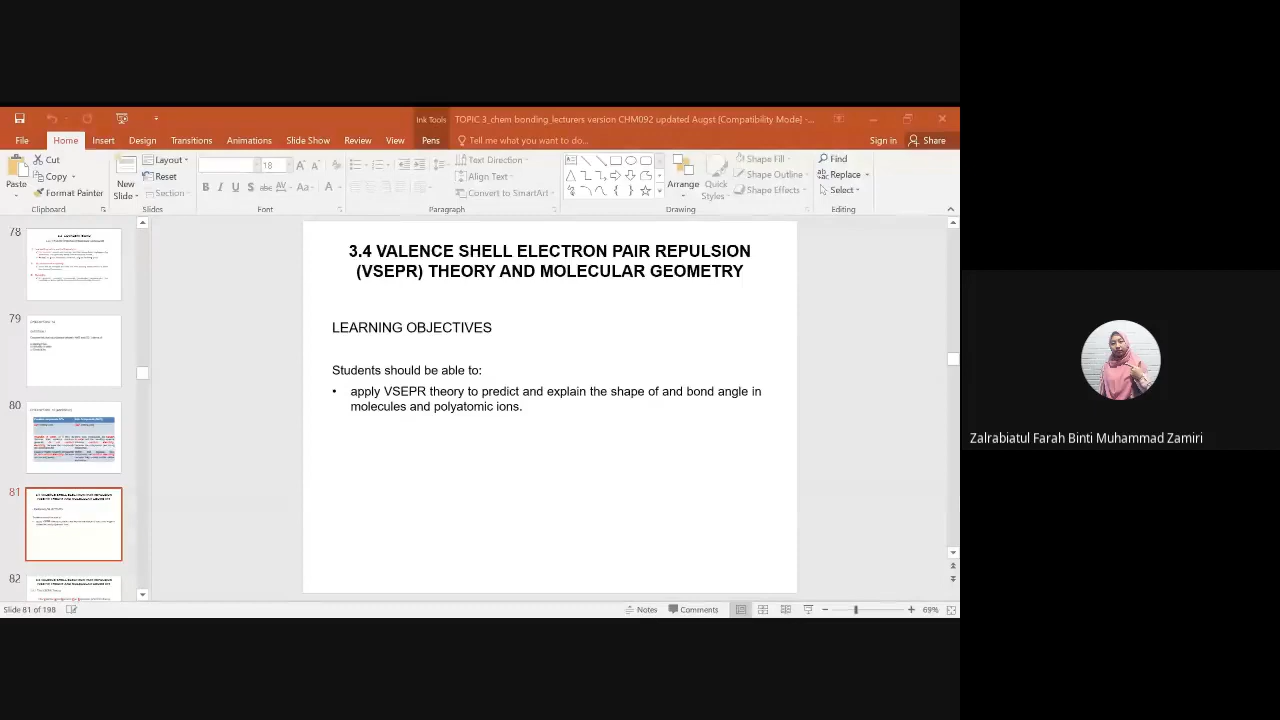 Ink Tools
TOPIC 3_chem bonding_lecturers version CHM092 updated Augst [Compatibility Mode] -...
File Home Insert Design Transitions Animations Slide Show Review View Pens Tell me what you want to do... Sign in Share
Paste
Cut
Copy
Format Painter
Clipboard
New
Slide
Layout
Reset
Section
Slides
18
Font
Text Direction
Align Text
Convert to SmartArt
Paragraph
Arrange
Quick
Styles
Shape Fill
Shape Outline
Shape Effects
Drawing
Find
Replace
Select
Editing
78
79
80
81
82
3.4 VALENCE SHELL ELECTRON PAIR REPULSION
(VSEPR) THEORY AND MOLECULAR GEOMETRY
LEARNING OBJECTIVES
Students should be able to:
• apply VSEPR theory to predict and explain the shape of and bond angle in
molecules and polyatomic ions.
Slide 81 of 198
Notes Comments 69%
Zalrabiatul Farah Binti Muhammad Zamiri